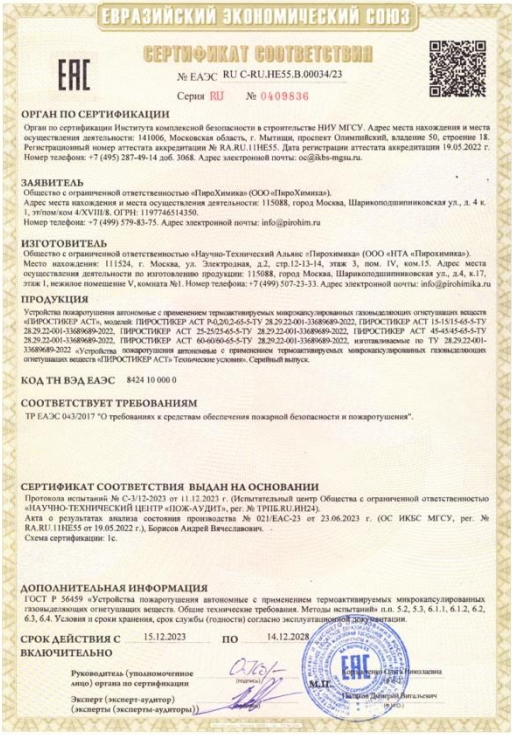 ЕВРАЗИЙСКИЙ ЭКОНОМИЧЕСКИЙ СОЮЗ
ЕАС
СЕРТИФИКАТ СООТВЕТСТВИЯ
№ ЕАЭС RU С-RU.НЕ55.В.00034/23
Серия RU № 0409836
ОРГАН ПО СЕРТИФИКАЦИИ
Орган по сертификации Института комплексной безопасности в строительстве НИУ МГСУ. Адрес места нахождения и места
осуществления деятельности: 141006, Московская область, г. Мытищи, проспект Олимпийский, владение 50, строение 18.
Регистрационный номер аттестата аккредитации № RA.RU.11НЕ55. Дата регистрации аттестата аккредитации 19.05.2022 г.
Номер телефона: +7 (495) 287-49-14 доб. 3068. Адрес электронной почты: oc@ikbs-mgsu.ru.
ЗАЯВИТЕЛЬ
Общество с ограниченной ответственностью «ПироХимика» (ООО«ПироХимика»).
Адрес места нахождения и места осуществления деятельности: 115088, город Москва, Шарикоподшипниковская ул., д. 4 к.
1, эт/пом/ком 4/XVIII/8. ОГРН: 1197746514350.
Номер телефона: +7 (499) 579-83-75. Адрес электронной почты: info@pirohim.ru
ИЗГОТОВИТЕЛЬ
Общество с ограниченной ответственностью «Научно-Технический Альянс «Пирохимика» (ООО «НТА «Пирохимика»).
Место нахождения: 111524, г. Москва, ул. Электродная, д.2, стр.12-13-14, этаж 3, пом. IV, ком.15. Адрес места
осуществления деятельности по изготовлению продукции: 115088, город Москва, Шарикоподшипниковская ул., д.4, к.17,
этаж 1, нежилое помещение V, комната №1. Номер телефона: +7 (499) 507-23-33. Адрес электронной почты: info@pirohimika.ru
ПРОДУКЦИЯ
Устройства пожаротушения автономные с применением термоактивируемых микрокапсулированных газовыделяющих огнетушащих веществ
«ПИРОСТИКЕР АСТ», моделей: ПИРОСТИКЕР АСТ Р-0,20,2-65-5-ТУ 28.29.22-001-33689689-2022, ПИРОСТИКЕР АСТ 15-15/15-65-5-ТУ
28.29.22-001-33689689-2022, ПИРОСТИКЕР АСТ 25-25/25-65-5-ТУ 28.29.22-001-33689689-2022, ПИРОСТИКЕР АСТ 45-45/45-65-5-ТУ
28.29.22-001-33689689-2022, ПИРОСТИКЕР АСТ 60-60/60-65-5-ТУ 28.29.22-001-33689689-2022, изготавливаемые по ТУ 28.29.22-001-
33689689-2022 «Устройства пожаротушения автономные с применением термоактивируемых микрокапсулированных газовыделяющих
огнетушащих веществ «ПИРОСТИКЕР АСТ» Технические условия». Серийный выпуск.
КОД ТН ВЭД ЕАЭС 8424 10 000 0
СООТВЕТСТВУЕТ ТРЕБОВАНИЯМ
ТР ЕАЭС 043/2017 "О требованиях к средствам обеспечения пожарной безопасности и пожаротушения".
СЕРТИФИКАТ СООТВЕТСТВИЯ ВЫДАН НА ОСНОВАНИИ
Протокола испытаний № С-3/12-2023 от 11.12.2023 г. (Испытательный центр Общества с ограниченной ответственностью
«НАУЧНО-ТЕХНИЧЕСКИЙ ЦЕНТР «ПОЖ-АУДИТ», рег. № ТРПБ.RU.ИН24).
Акта о результатах анализа состояния производства № 021/ЕАС-23 от 23.06.2023 г. (ОС ИКБС МГСУ, рег. №
RA.RU.11НЕ55 от 19.05.2022 г.), Борисов Андрей Вячеславович.
Схема сертификации: 1с.
ДОПОЛНИТЕЛЬНАЯ ИНФОРМАЦИЯ
ГОСТ Р 56459 «Устройства пожаротушения автономные с применением термоактивируемых микрокапсулированных
газовыделяющих огнетушащих веществ. Общие технические требования. Методы испытаний» п.п. 5.2, 5.3, 6.1.1, 6.1.2, 6.2,
6.3, 6.4. Условия и сроки хранения, срок службы (годности) согласно эксплуатационной документации.
СРОК ДЕЙСТВИЯ С 15.12.2023 ПО 14.12.2028
ВКЛЮЧИТЕЛЬНО
Руководитель (уполномоченное
лицо) органа по сертификации
(подпись)
М.П.
Ольга Николаевна
(Ф.И.О.)
Эксперт (эксперт-аудитор)
(эксперты (эксперты-аудиторы))
(подпись)
Дмитрий Витальевич
(Ф.И.О.)
ЕАС